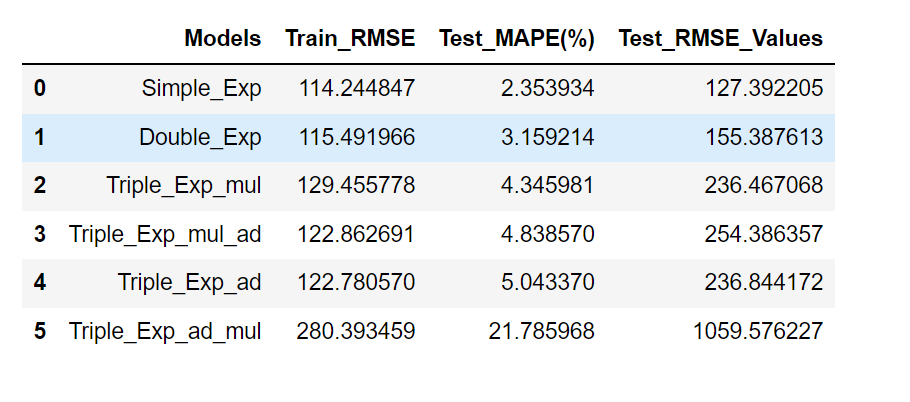 Models Train_RMSE Test_MAPE(%) Test_RMSE_Values
0 Simple_Exp 114.244847 2.353934 127.392205
1 Double_Exp 115.491966 3.159214 155.387613
2 Triple_Exp_mul 129.455778 4.345981 236.467068
3 Triple_Exp_mul_ad 122.862691 4.838570 254.386357
4 Triple_Exp_ad 122.780570 5.043370 236.844172
5 Triple_Exp_ad_mul 280.393459 21.785968 1059.576227